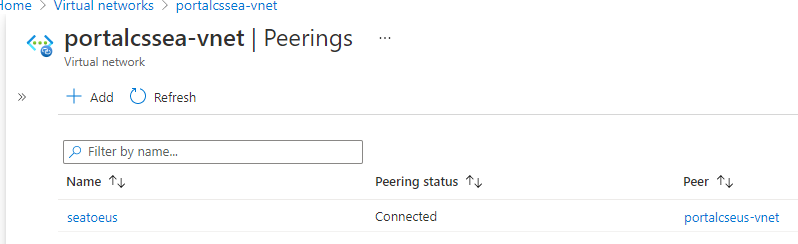 Home > Virtual networks > portalcssea-vnet >
portalcssea-vnet | Peerings ...
Virtual network
» + Add Refresh
Filter by name...
Name ↑↓ Peering status ↑↓ Peer ↑↓
seatoeus Connected portalcseus-vnet